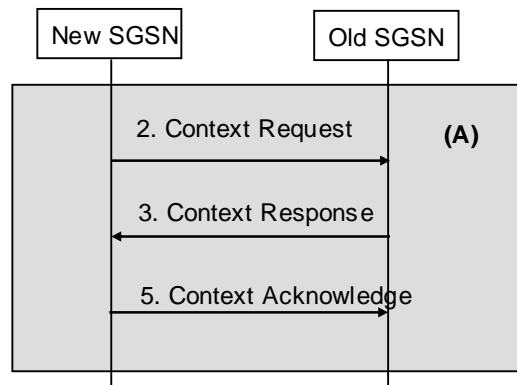 New SGSN
Old SGSN
2. Context Request
(A)
3. Context Response
5. Context Acknowledge